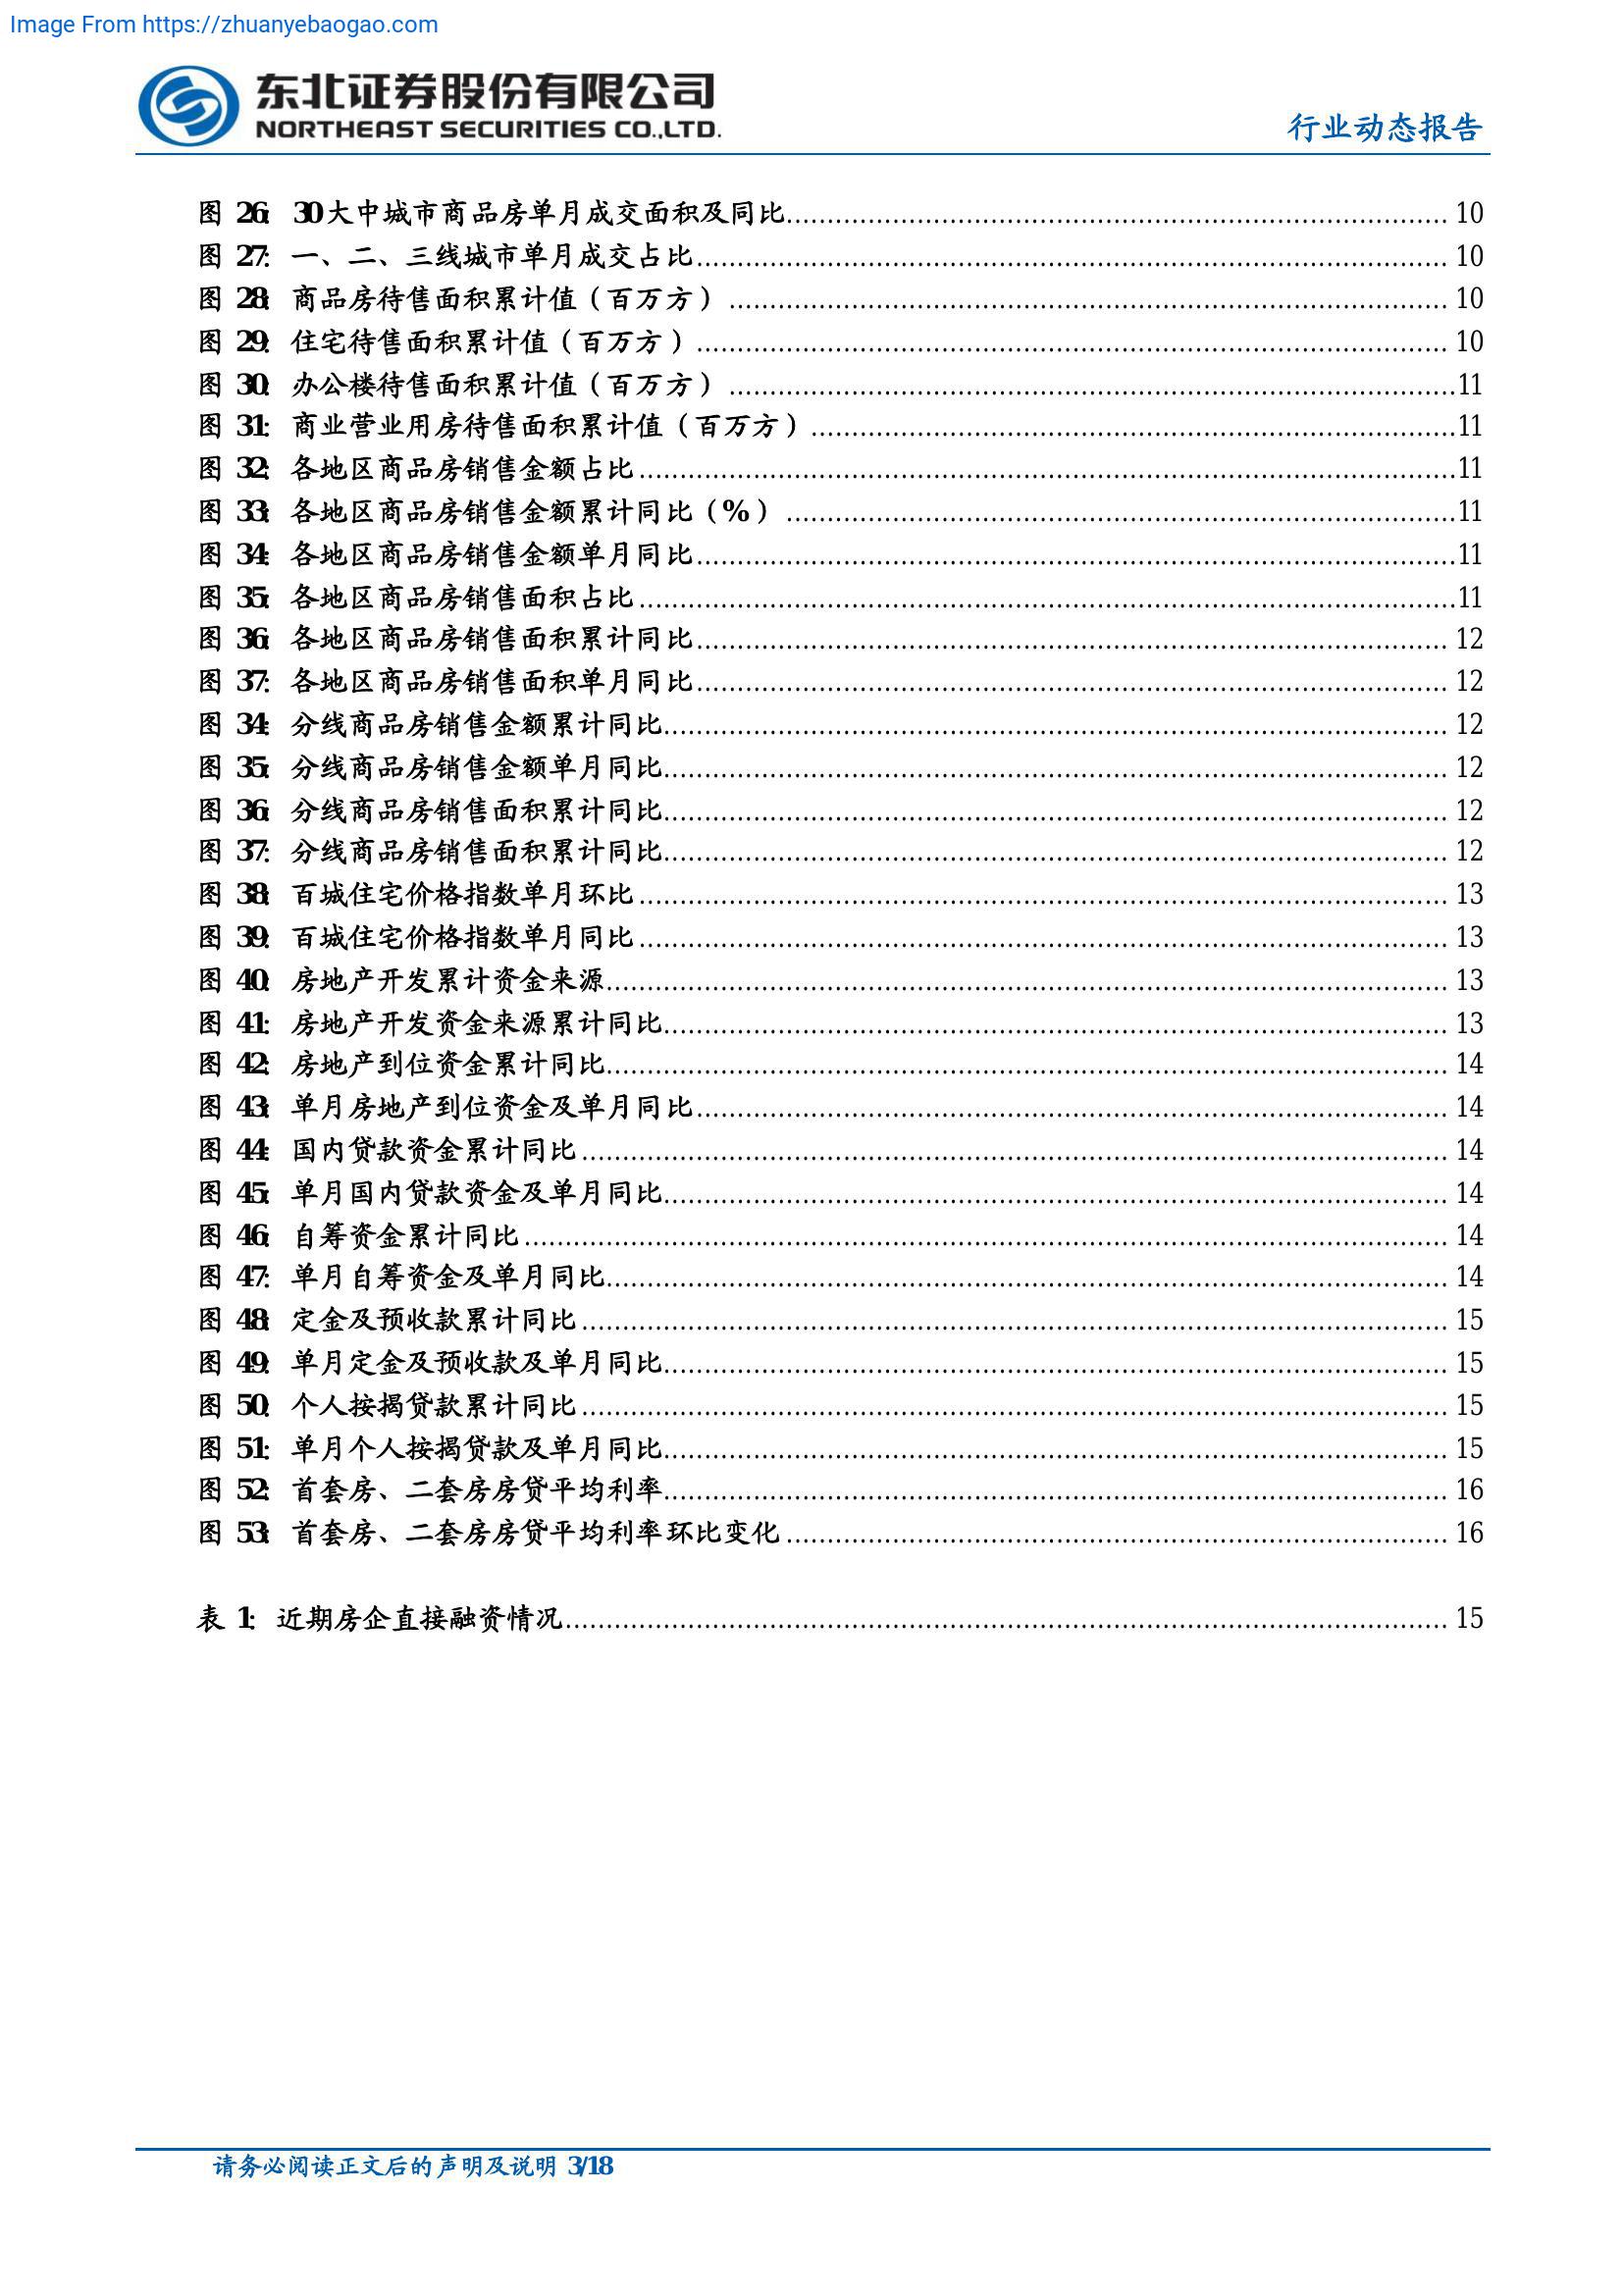 Image From https://zhuanyebaogao.com
东北证券股份有限公司
NORTHEAST SECURITIES CO.,LTD.
行业动态报告
图 26: 30大中城市商品房单月成交面积及同比 10
图 27: 一、二、三线城市单月成交占比 10
图 28: 商品房待售面积累计值（百万方） 10
图 29: 住宅待售面积累计值（百万方） 10
图 30: 办公楼待售面积累计值（百万方） 11
图 31: 商业营业用房待售面积累计值（百万方） 11
图 32: 各地区商品房销售金额占比 11
图 33: 各地区商品房销售金额累计同比（%） 11
图 34: 各地区商品房销售金额单月同比 11
图 35: 各地区商品房销售面积占比 11
图 36: 各地区商品房销售面积累计同比 12
图 37: 各地区商品房销售面积单月同比 12
图 34: 分线商品房销售金额累计同比 12
图 35: 分线商品房销售金额单月同比 12
图 36: 分线商品房销售面积累计同比 12
图 37: 分线商品房销售面积累计同比 12
图 38: 百城住宅价格指数单月环比 13
图 39: 百城住宅价格指数单月同比 13
图 40: 房地产开发累计资金来源 13
图 41: 房地产开发资金来源累计同比 13
图 42: 房地产到位资金累计同比 14
图 43: 单月房地产到位资金及单月同比 14
图 44: 国内贷款资金累计同比 14
图 45: 单月国内贷款资金及单月同比 14
图 46: 自筹资金累计同比 14
图 47: 单月自筹资金及单月同比 14
图 48: 定金及预收款累计同比 15
图 49: 单月定金及预收款及单月同比 15
图 50: 个人按揭贷款累计同比 15
图 51: 单月个人按揭贷款及单月同比 15
图 52: 首套房、二套房房贷平均利率 16
图 53: 首套房、二套房房贷平均利率环比变化 16
表 1: 近期房企直接融资情况 15
请务必阅读正文后的声明及说明 3/18